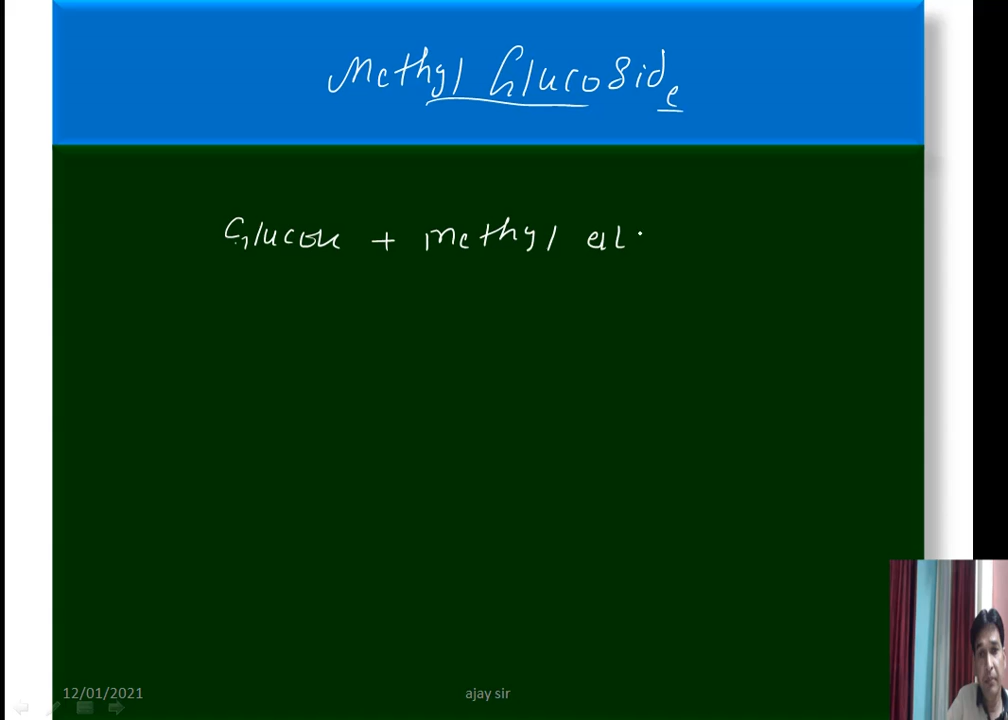 Methyl Glucoside
Glucose + methyl al.
12/01/2021
ajay sir